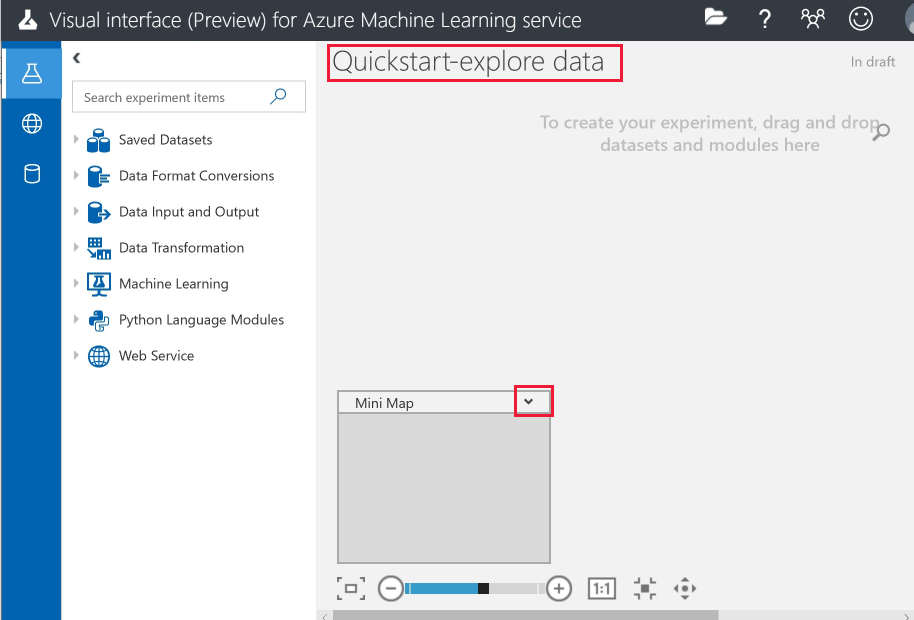 Visual interface (Preview) for Azure Machine Learning service
?
Quickstart-explore data
In draft
Search experiment items
To create your experiment, drag and drop
datasets and modules here
Saved Datasets
Data Format Conversions
Data Input and Output
Data Transformation
Machine Learning
Python Language Modules
Web Service
Mini Map
1:1